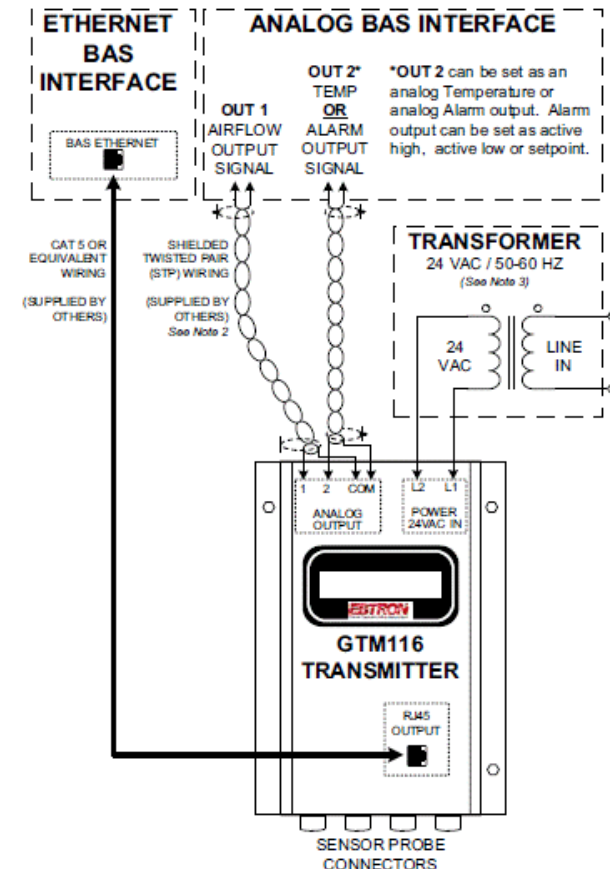 ETHERNET
BAS
INTERFACE
BAS ETHERNET
ANALOG BAS INTERFACE
OUT 1
AIRFLOW
OUTPUT
SIGNAL
OUT 2*
TEMP
OR
ALARM
OUTPUT
SIGNAL
*OUT 2 can be set as an
analog Temperature or
analog Alarm output. Alarm
output can be set as active
high, active low or setpoint.
CAT 5 OR
EQUIVALENT
WIRING
(SUPPLIED BY
OTHERS)
SHIELDED
TWISTED PAIR
(STP) WIRING
(SUPPLIED BY
OTHERS)
See Note 2
TRANSFORMER
24 VAC / 50-60 HZ
(See Note 3)
24
VAC
LINE
IN
1 2 COM
ANALOG
OUTPUT
L2 L1
POWER
24VAC IN
EBTRON
GTM116
TRANSMITTER
RJ45
OUTPUT
SENSOR PROBE
CONNECTORS